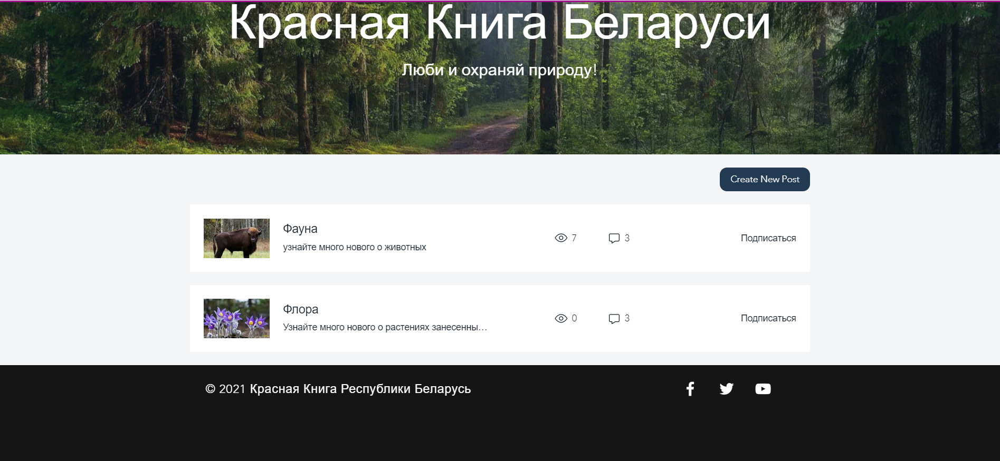 Красная Книга Беларуси
Люби и охраняй природу!
Create New Post
Фауна
узнайте много нового о животных
7
3
Подписаться
Флора
Узнайте много нового о растениях занесенны...
0
3
Подписаться
© 2021 Красная Книга Республики Беларусь